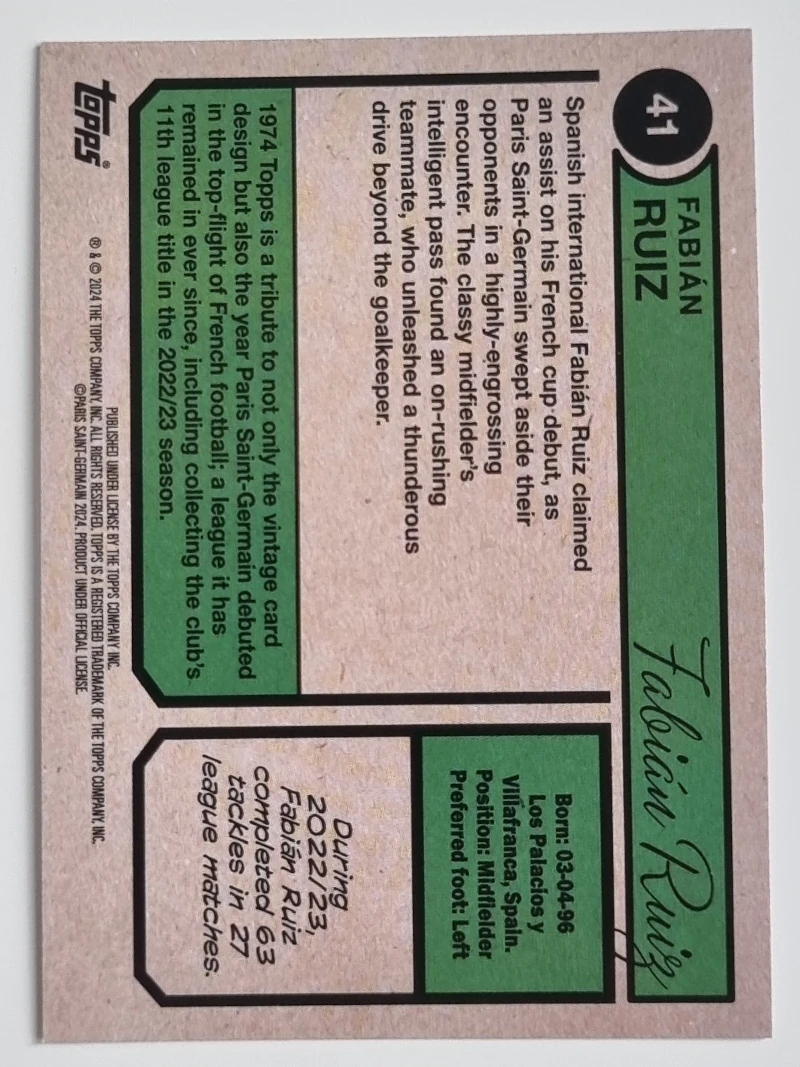 41
FABIÁN
RUIZ
Fabián Ruiz
Spanish international Fabián Ruiz claimed
an assist on his French cup debut, as
Paris Saint-Germain swept aside their
opponents in a highly-engrossing
encounter. The classy midfielder's
intelligent pass found an on-rushing
teammate, who unleashed a thunderous
drive beyond the goalkeeper.
1974 Topps is a tribute to not only the vintage card
design but also the year Paris Saint-Germain debuted
in the top-flight of French football; a league it has
remained in ever since, including collecting the club's
11th league title in the 2022/23 season.
Born: 03-04-96
Los Palacios y
Villafranca, Spain.
Position: Midfielder
Preferred foot: Left
During
2022/23,
Fabián Ruiz
completed 63
tackles in 27
league matches.
topps®
PUBLISHED UNDER LICENSE BY THE TOPPS COMPANY INC.
® & © 2024 THE TOPPS COMPANY, INC. ALL RIGHTS RESERVED. TOPPS IS A REGISTERED TRADEMARK OF THE TOPPS COMPANY, INC.
©PARIS SAINT-GERMAIN 2024. PRODUCT UNDER OFFICIAL LICENSE.